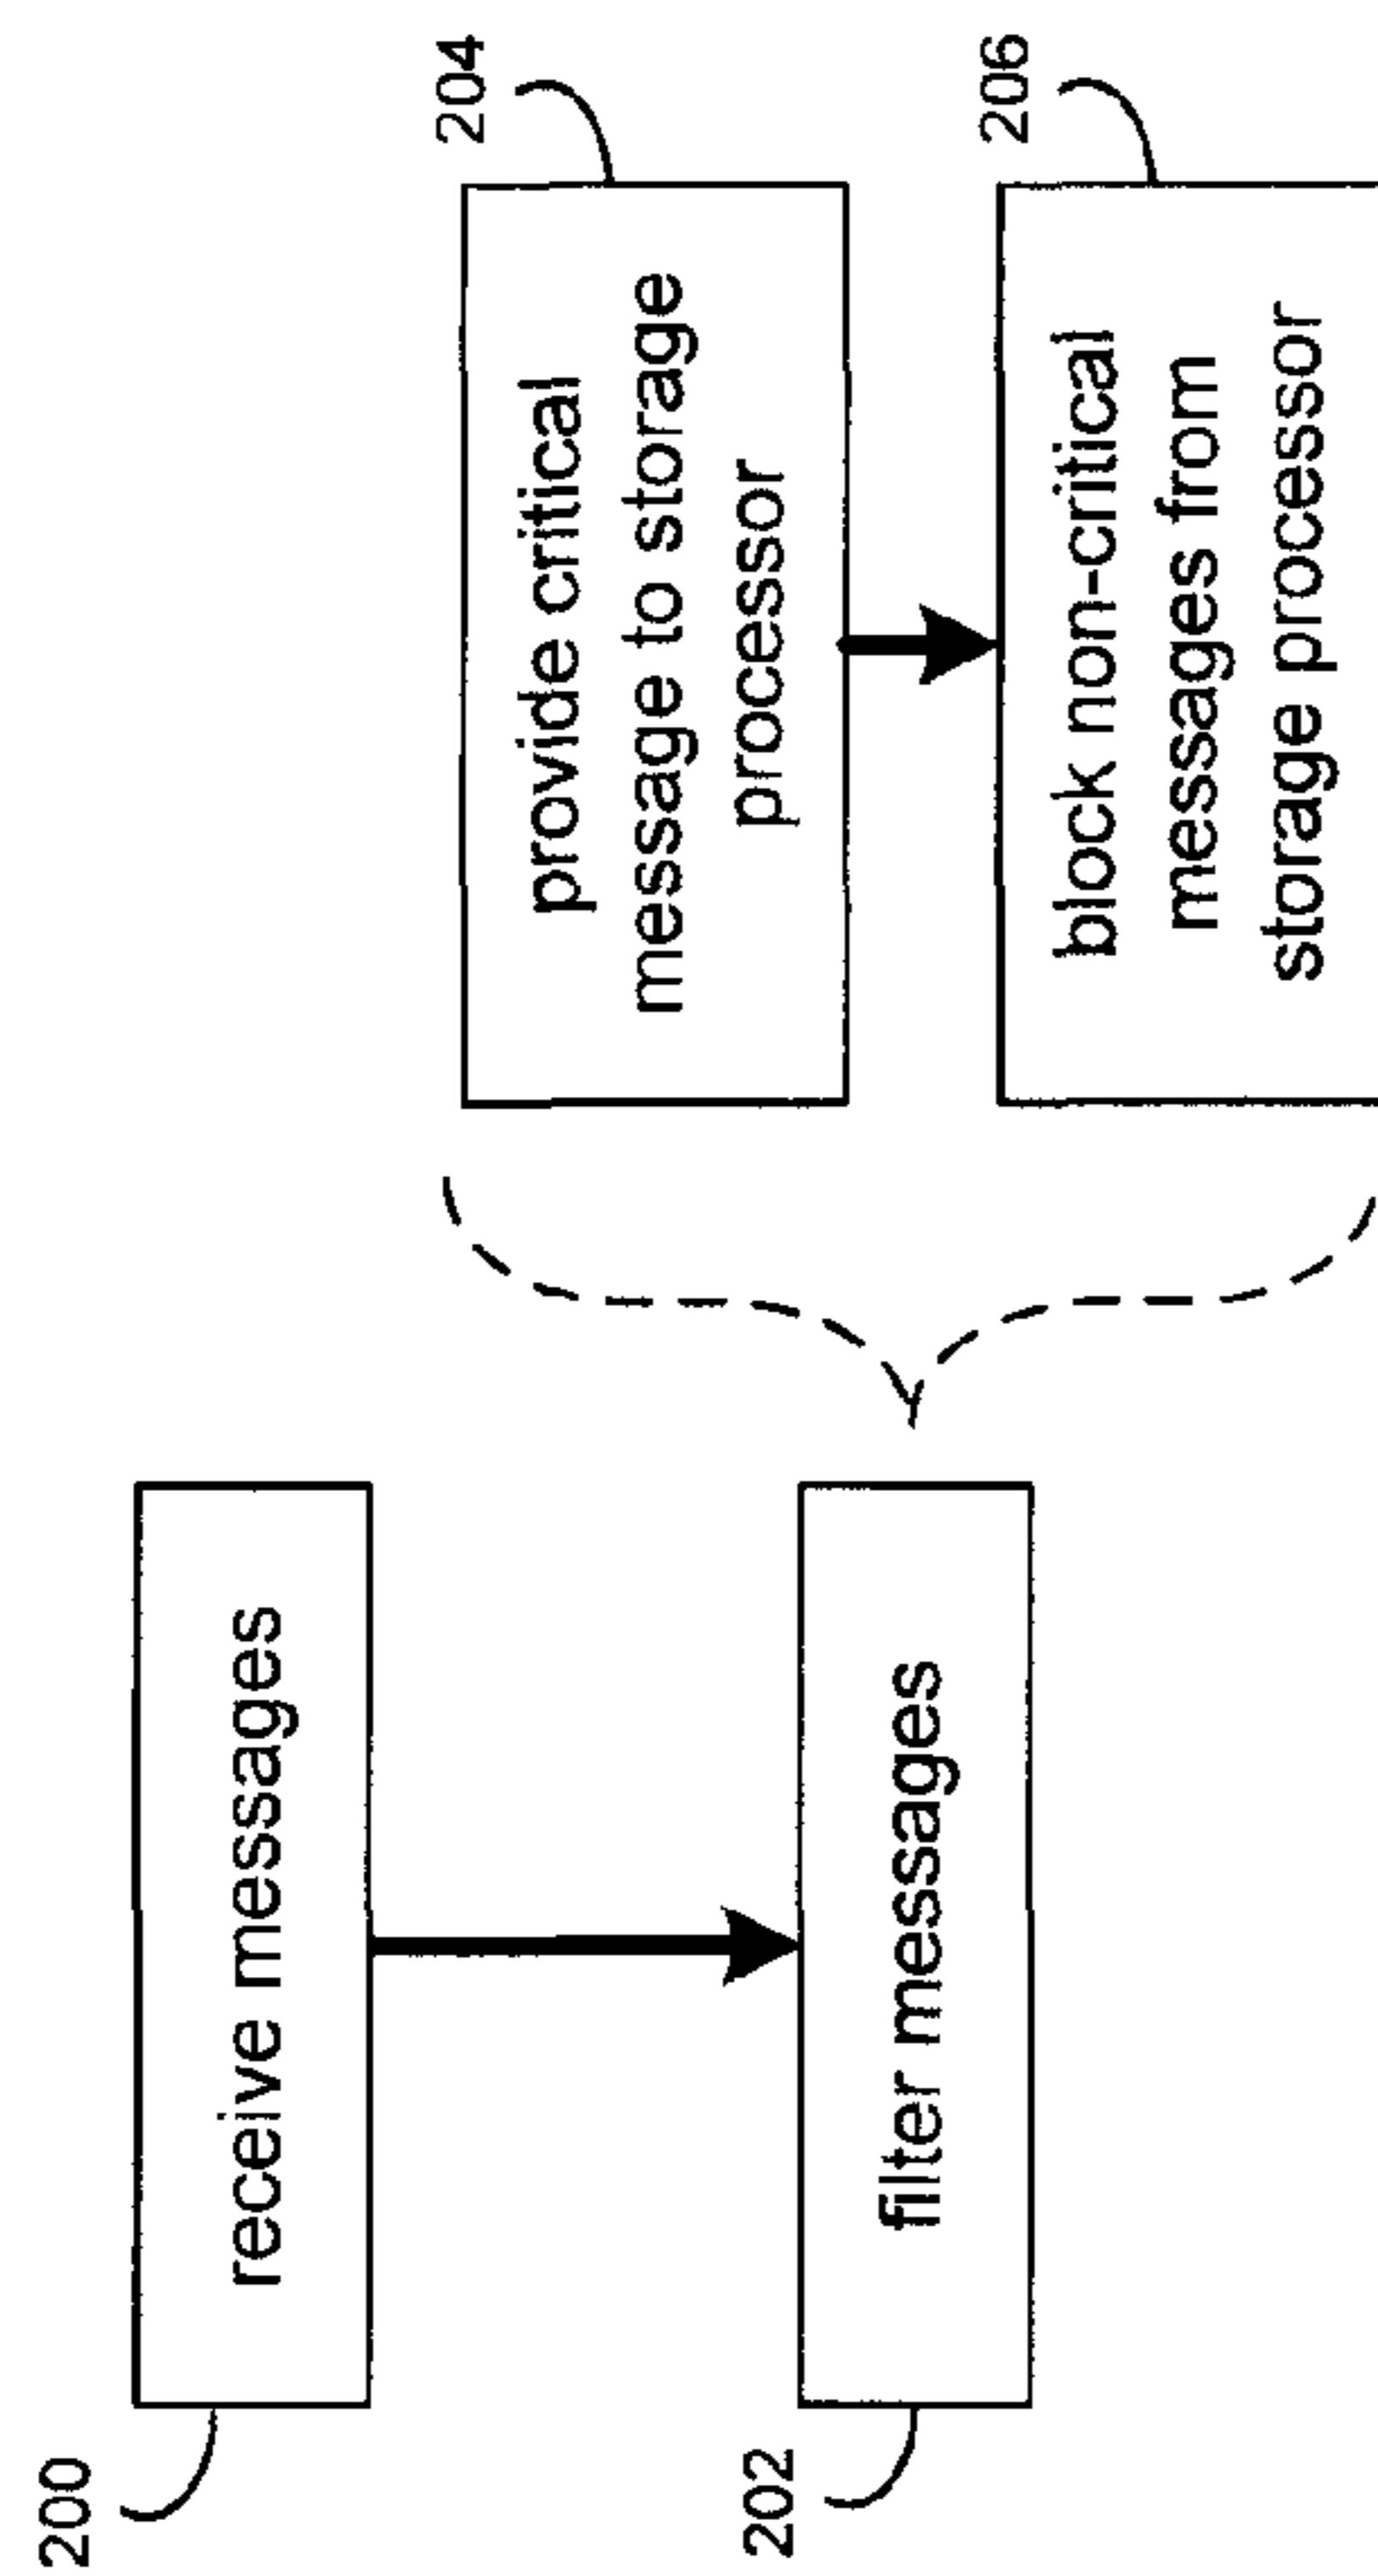 200
receive messages
202
filter messages
204
provide critical
message to storage
processor
206
block non-critical
messages from
storage processor